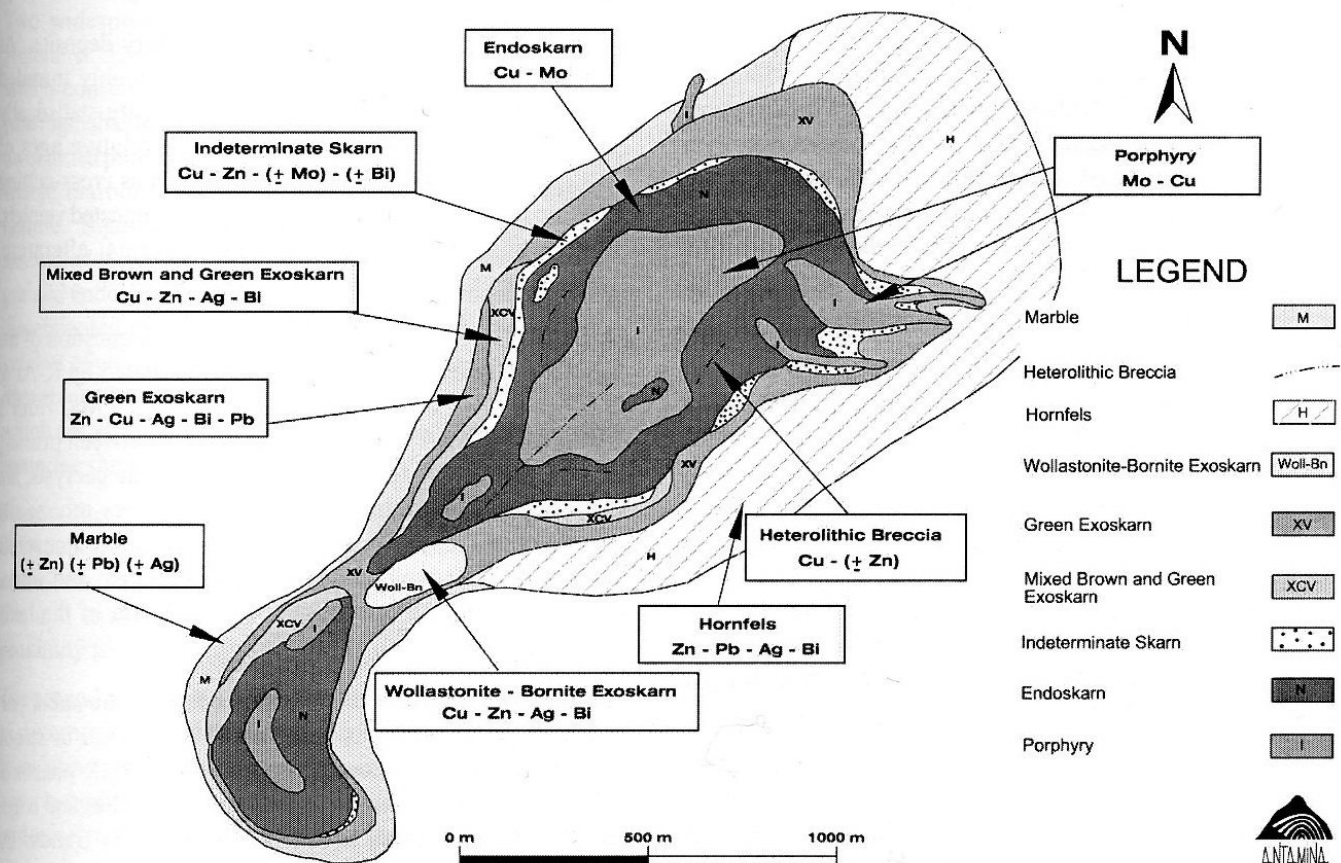 Endoskarn
Cu - Mo
N
Indeterminate Skarn
Cu - Zn - (± Mo) - (± Bi)
Porphyry
Mo - Cu
Mixed Brown and Green Exoskarn
Cu - Zn - Ag - Bi
Green Exoskarn
Zn - Cu - Ag - Bi - Pb
Marble
(± Zn) (± Pb) (± Ag)
Heterolithic Breccia
Cu - (± Zn)
Hornfels
Zn - Pb - Ag - Bi
Wollastonite - Bornite Exoskarn
Cu - Zn - Ag - Bi
I
XV
H
N
M
XCV
I
I
I
N
XV
I
XCV
H
XV
Woll-Bn
XCV
I
M
I
N
LEGEND
Marble M
Heterolithic Breccia
Hornfels H
Wollastonite-Bornite Exoskarn Woll-Bn
Green Exoskarn XV
Mixed Brown and Green
Exoskarn XCV
Indeterminate Skarn
Endoskarn N
Porphyry I
0 m 500 m 1000 m
ANTAMINA